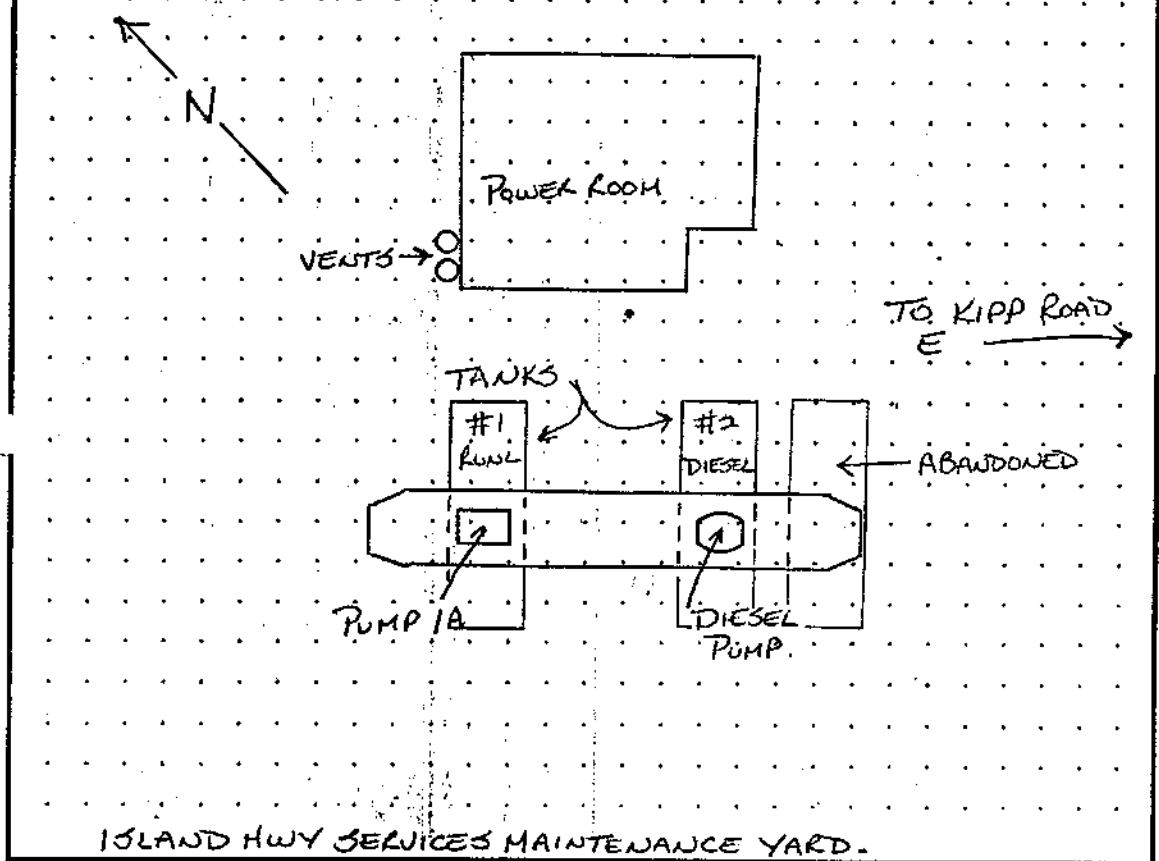 N
POWER ROOM
VENTS
TO KIPP ROAD
E
TANKS
#1
RUNL
#2
DIESEL
ABANDONED
PUMP 1A
DIESEL
PUMP.
ISLAND HWY SERVICES MAINTENANCE YARD.